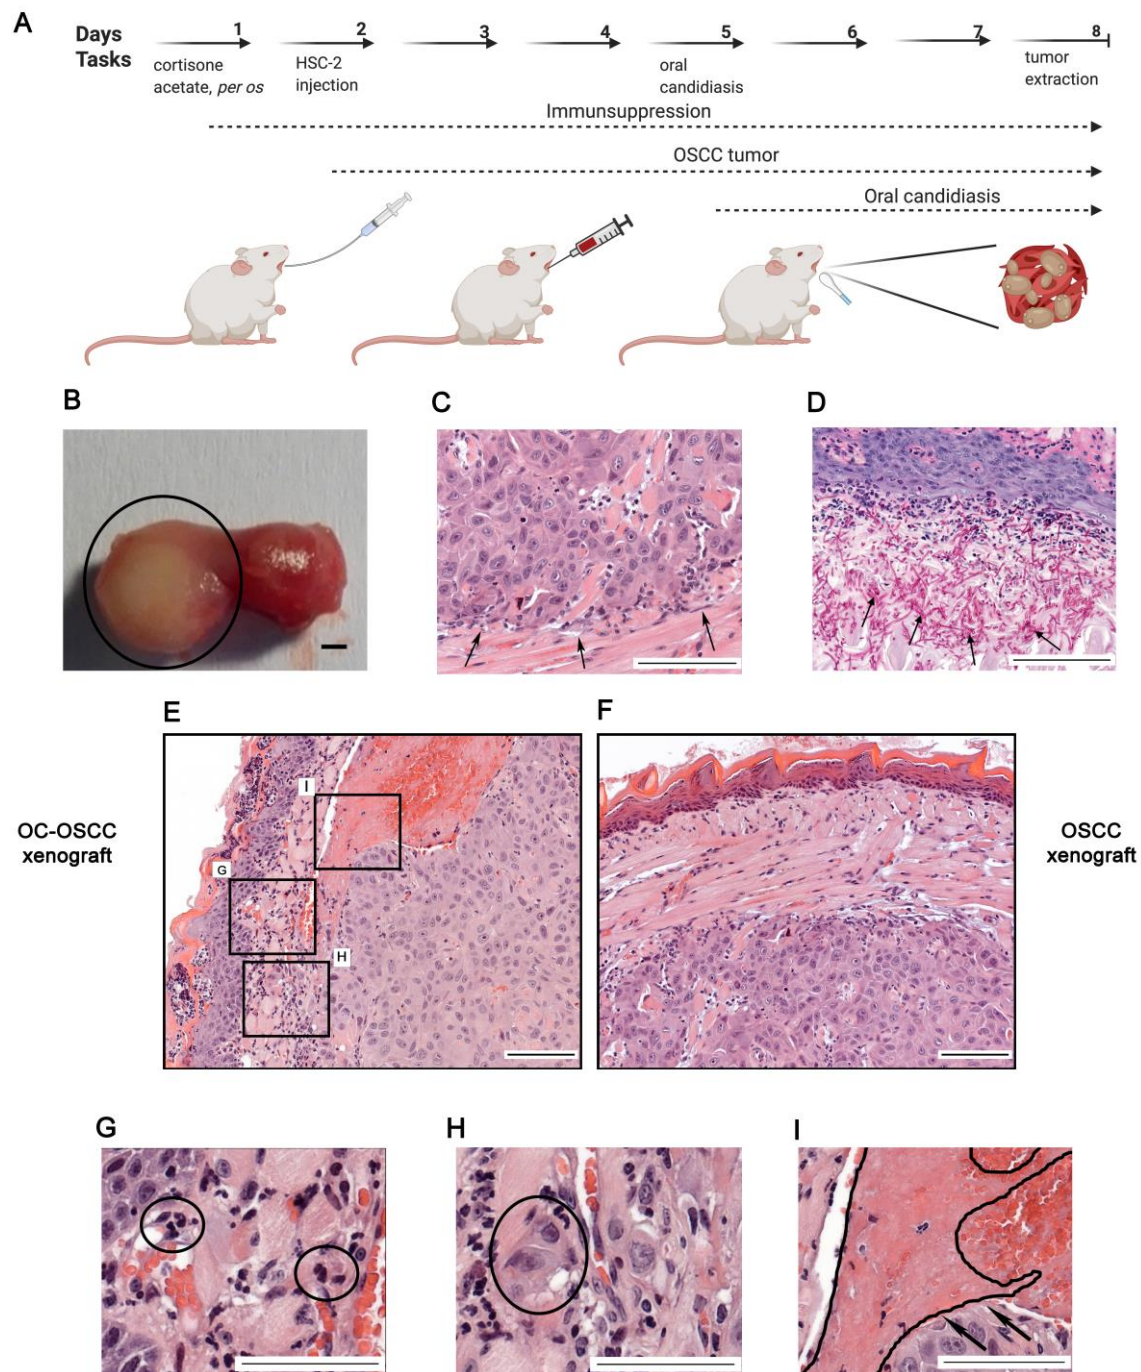 A
Days 1 2 3 4 5 6 7 8
Tasks
cortisone
acetate, per os
HSC-2
injection
oral
candidiasis
tumor
extraction
Immunsuppression
OSCC tumor
Oral candidiasis
B
C
D
E
F
OC-OSCC
xenograft
I
G
H
OSCC
xenograft
G
H
I